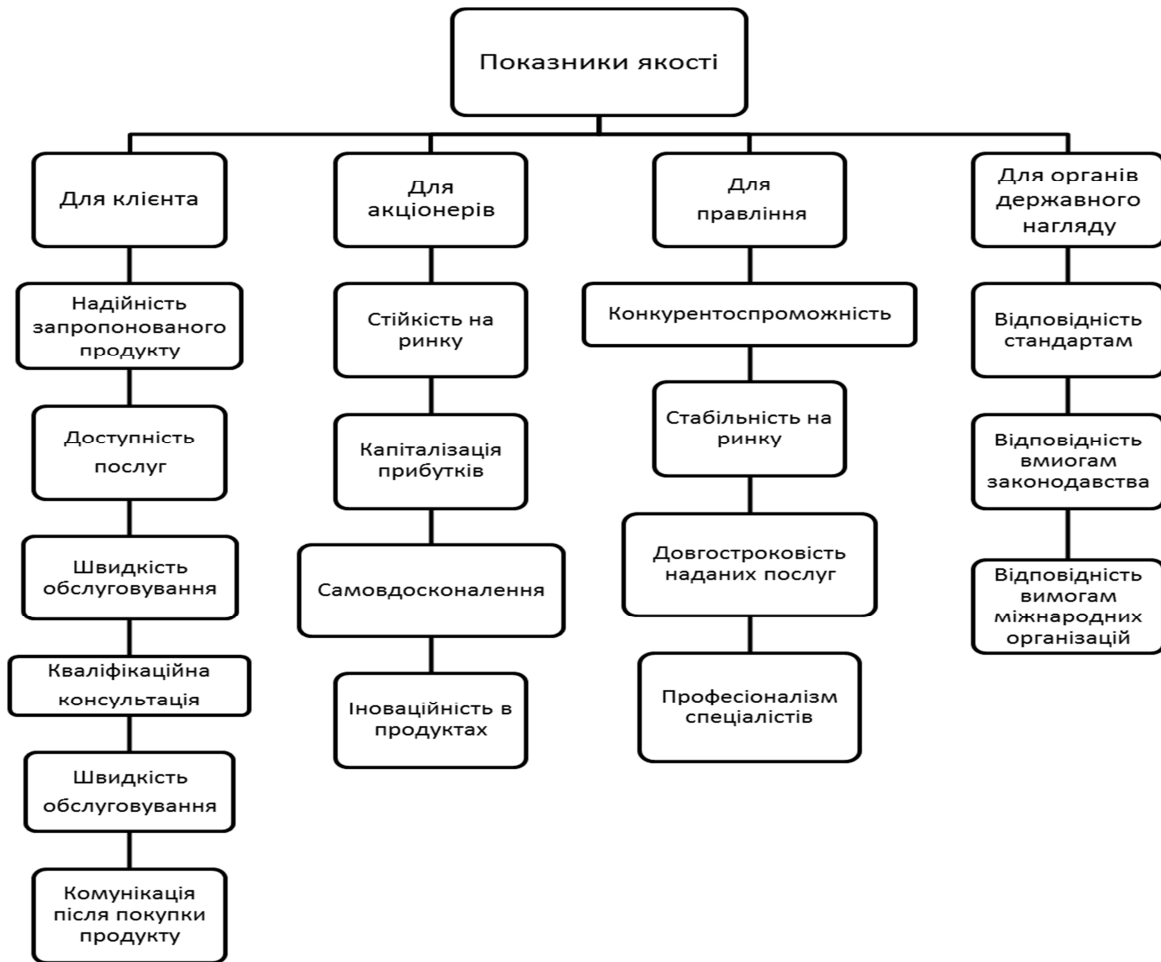 Показники якості
Для клієнта
Надійність
запропонованого
продукту
Доступність
послуг
Швидкість
обслуговування
Кваліфікаційна
консультація
Швидкість
обслуговування
Комунікація
після покупки
продукту
Для
акціонерів
Стійкість на
ринку
Капіталізація
прибутків
Самовдосконалення
Іноваційність в
продуктах
Для
правління
Конкурентоспроможність
Стабільність на
ринку
Довгостроковість
наданих послуг
Професіоналізм
спеціалістів
Для органів
державного
нагляду
Відповідність
стандартам
Відповідність
вмиогам
законодавства
Відповідність
вимогам
міжнародних
організацій